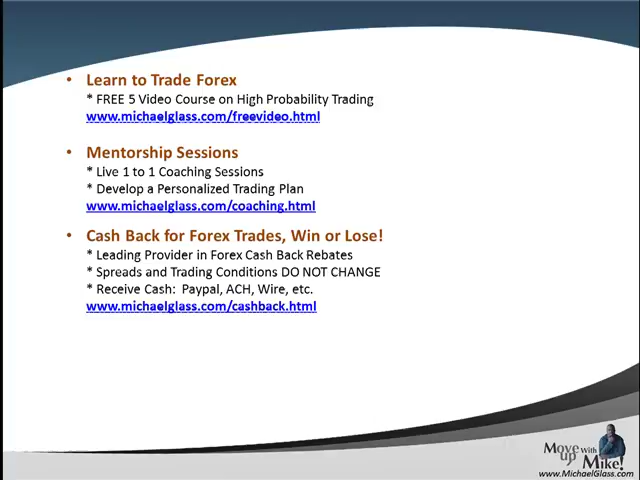 • Learn to Trade Forex
* FREE 5 Video Course on High Probability Trading
www.michaelglass.com/freevideo.html
• Mentorship Sessions
* Live 1 to 1 Coaching Sessions
* Develop a Personalized Trading Plan
www.michaelglass.com/coaching.html
• Cash Back for Forex Trades, Win or Lose!
* Leading Provider in Forex Cash Back Rebates
* Spreads and Trading Conditions DO NOT CHANGE
* Receive Cash: Paypal, ACH, Wire, etc.
www.michaelglass.com/cashback.html
Move up With Mike!
www.MichaelGlass.com